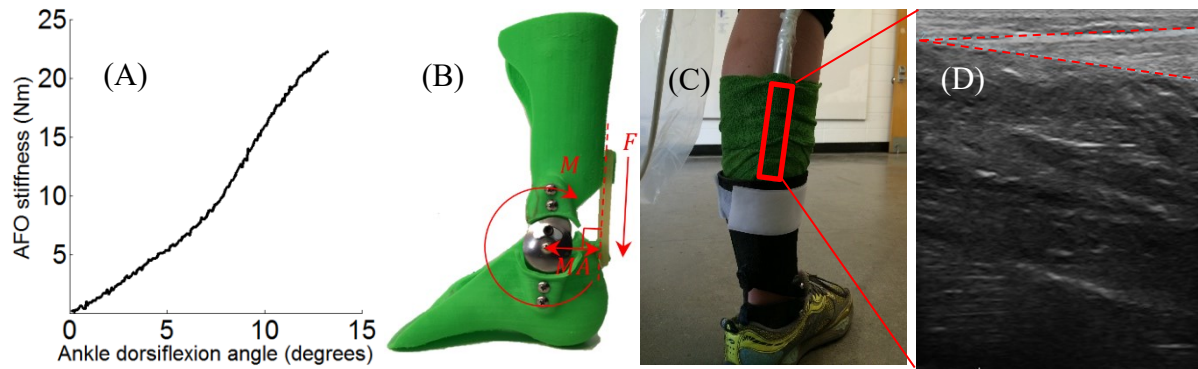 AFO stiffness (Nm)
25
20
15
10
5
0
5
10
15
Ankle dorsiflexion angle (degrees)
(A)
(B)
M
F
MA
(C)
(D)